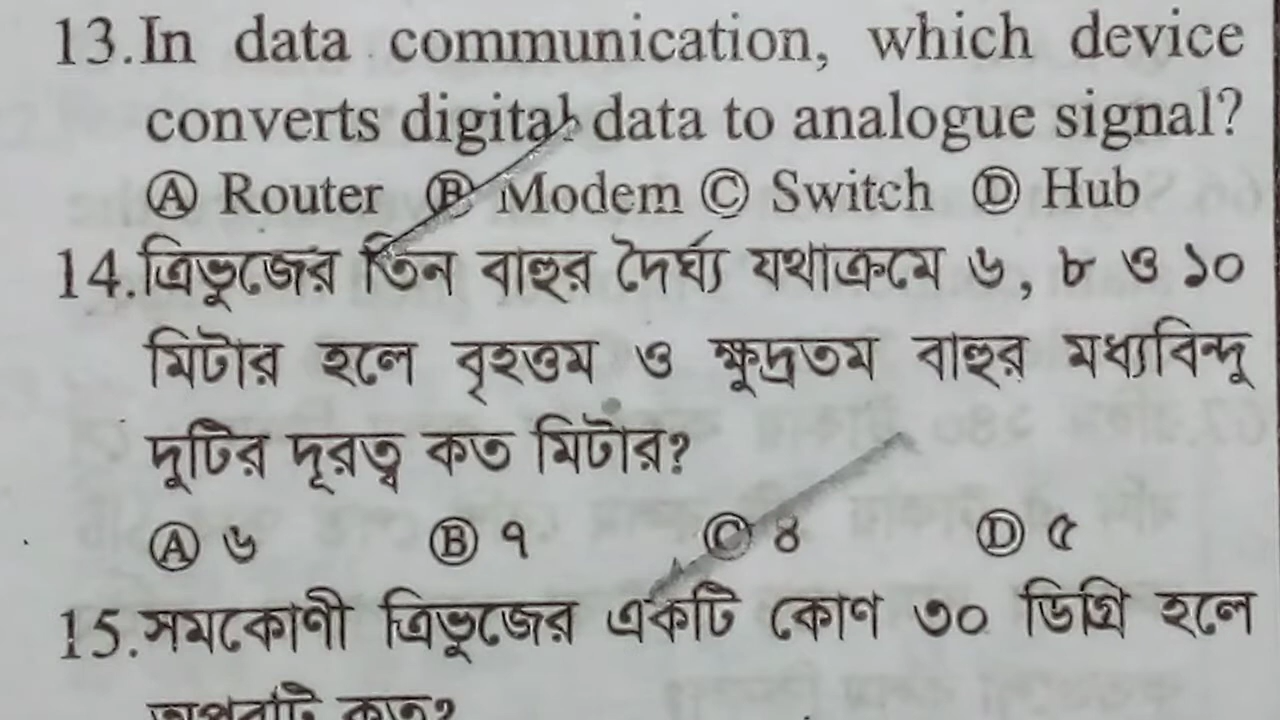 13.In data communication, which device
converts digital data to analogue signal?
Ⓐ Router Ⓑ Modem Ⓒ Switch Ⓓ Hub
14.ত্রিভুজের তিন বাহুর দৈর্ঘ্য যথাক্রমে ৬, ৮ ও ১০
মিটার হলে বৃহত্তম ও ক্ষুদ্রতম বাহুর মধ্যবিন্দু
দুটির দূরত্ব কত মিটার?
Ⓐ ৬ Ⓑ ৭ Ⓒ ৪ Ⓓ ৫
15.সমকোণী ত্রিভুজের একটি কোণ ৩০ ডিগ্রি হলে
অপরটি কত?